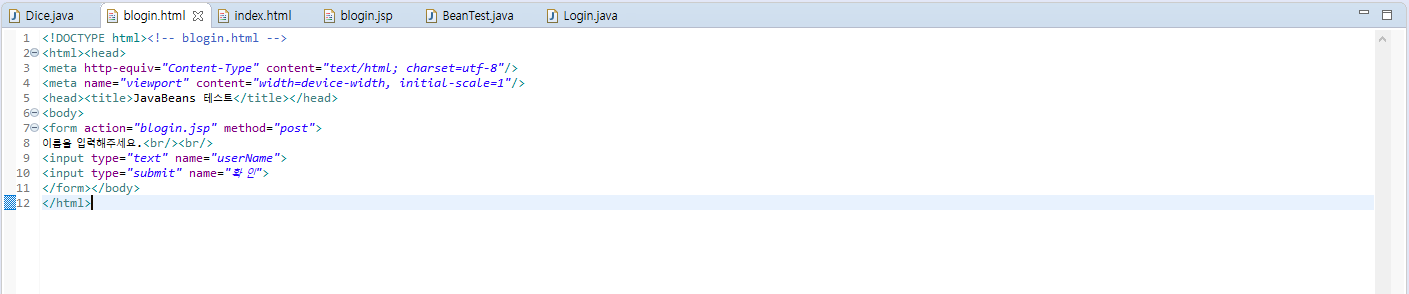 Dice.java blogin.html index.html blogin.jsp BeanTest.java Login.java
1 <!DOCTYPE html><!-- blogin.html -->
2 <html><head>
3 <meta http-equiv="Content-Type" content="text/html; charset=utf-8"/>
4 <meta name="viewport" content="width=device-width, initial-scale=1"/>
5 <head><title>JavaBeans 테스트</title></head>
6 <body>
7 <form action="blogin.jsp" method="post">
8 이름을 입력해주세요.<br/><br/>
9 <input type="text" name="userName">
10 <input type="submit" name="확 인">
11 </form></body>
12 </html>